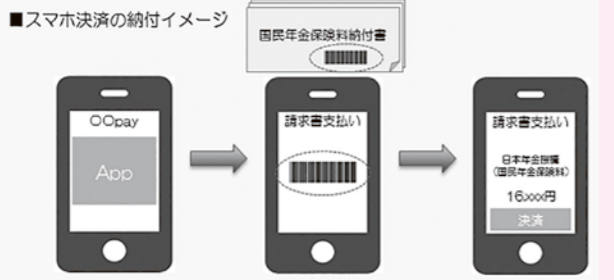 ■スマホ決済の納付イメージ
国民年金保険料納付書
〇〇pay
App
請求書支払い
請求書支払い
日本年金機構
(国民年金保険料)
16,xxx円
決済